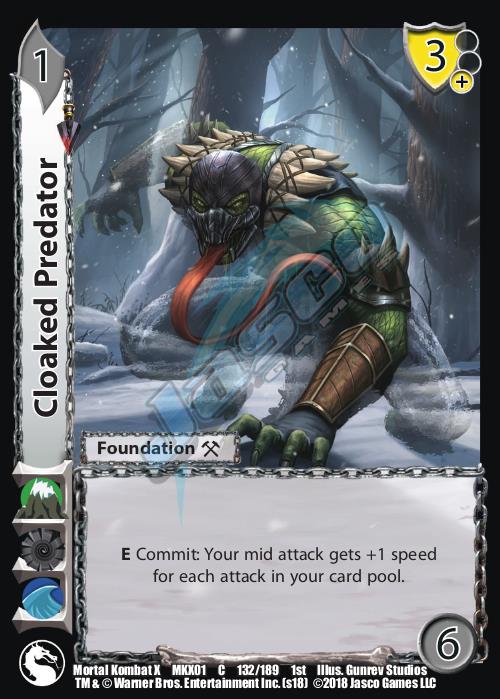 1
3
+
Cloaked Predator
JASCO
GAMES
Foundation
E Commit: Your mid attack gets +1 speed
for each attack in your card pool.
6
Mortal Kombat X MKX01 C 132/189 1st Illus. Gunrev Studios
TM & © Warner Bros. Entertainment Inc. (s18) ©2018 Jasco Games LLC